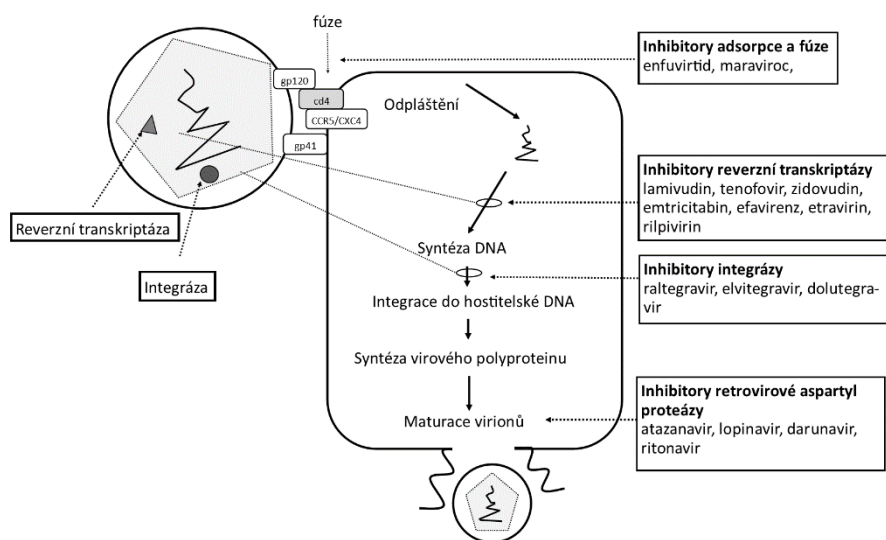 fúze
gp120
cd4
CCR5/CXC4
gp41
Reverzní transkriptáza
Integráza
Odpláštění
Syntéza DNA
Integrace do hostitelské DNA
Syntéza virového polyproteinu
Maturace virionů
Inhibitory adsorpce a fúze
enfuvirtid, maraviroc,
Inhibitory reverzní transkriptázy
lamivudin, tenofovir, zidovudin,
emtricitabin, efavirenz, etravirin,
rilpivirin
Inhibitory integrázy
raltegravir, elvitegravir, dolutegra-
vir
Inhibitory retrovirové aspartyl
proteázy
atazanavir, lopinavir, darunavir,
ritonavir